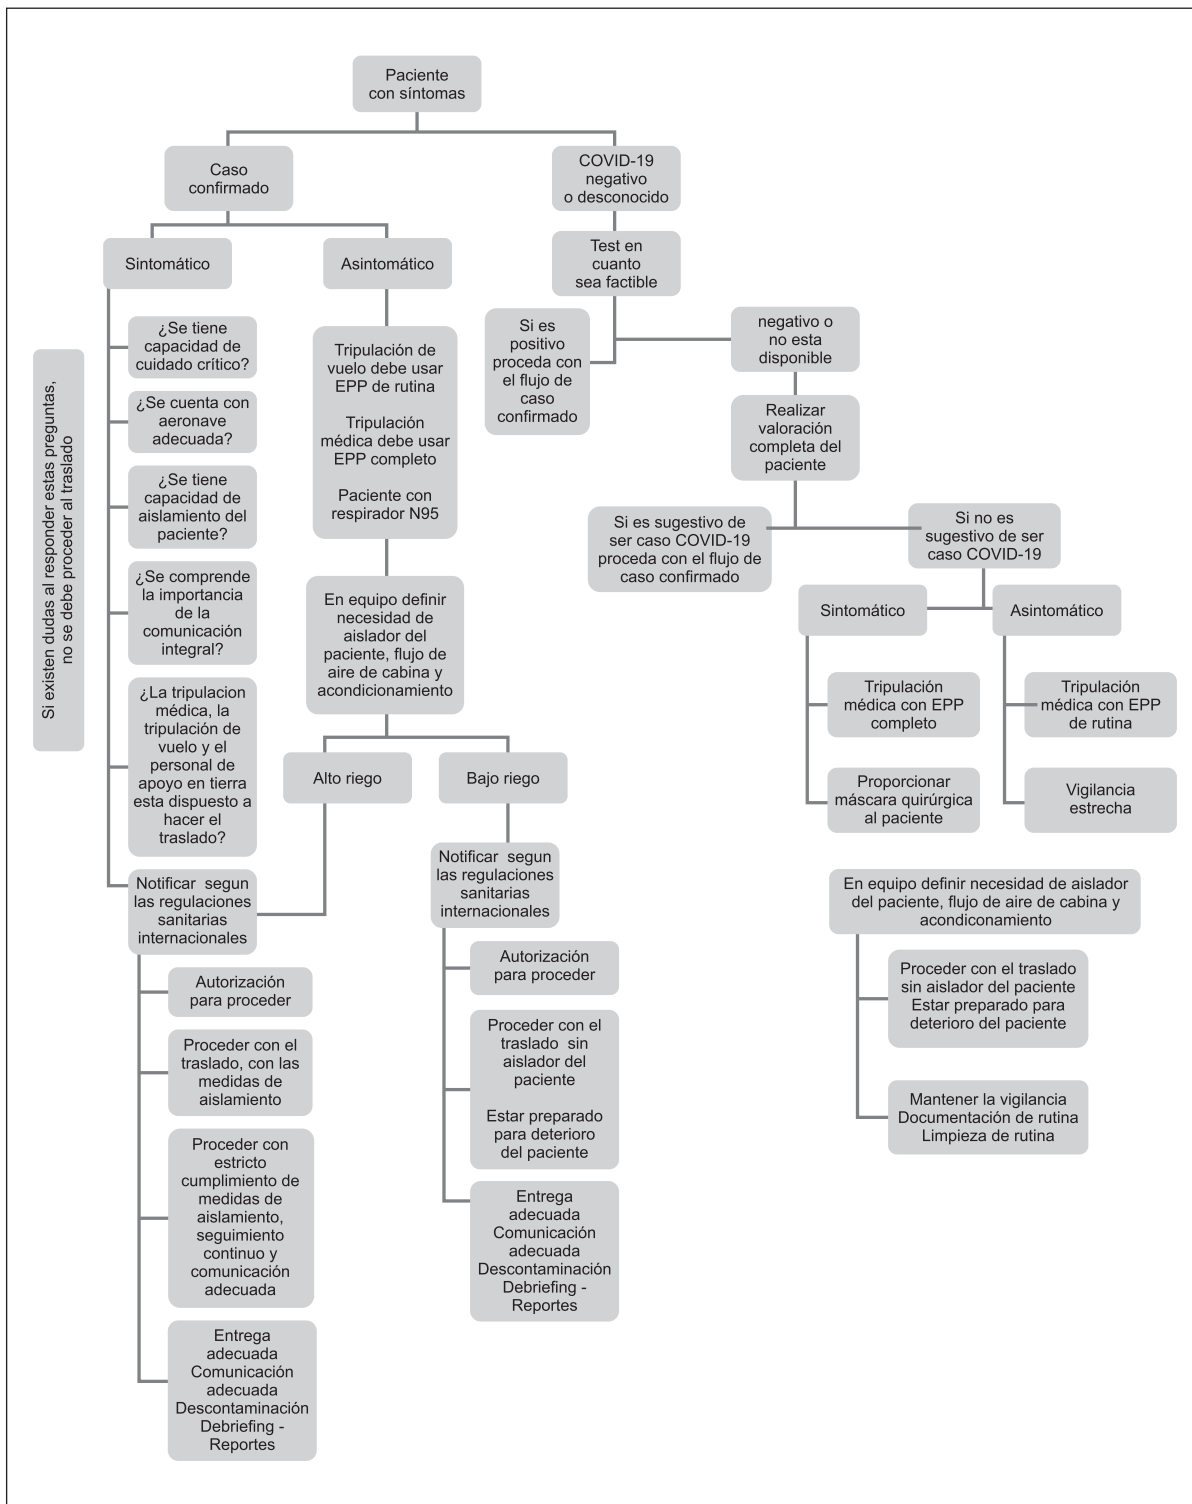 Paciente
con síntomas
Caso
confirmado
COVID-19
negativo
o desconocido
Sintomático
Asintomático
Test en
cuanto
sea factible
Si existen dudas al responder estas preguntas,
no se debe proceder al traslado
¿Se tiene
capacidad de
cuidado crítico?
¿Se cuenta con
aeronave
adecuada?
¿Se tiene
capacidad de
aislamiento del
paciente?
¿Se comprende
la importancia
de la
comunicación
integral?
¿La tripulacion
médica, la
tripulación de
vuelo y el
personal de
apoyo en tierra
esta dispuesto a
hacer el
traslado?
Notificar segun
las regulaciones
sanitarias
internacionales
Autorización
para proceder
Proceder con el
traslado, con las
medidas de
aislamiento
Proceder con
estricto
cumplimiento de
medidas de
aislamiento,
seguimiento
continuo y
comunicación
adecuada
Entrega
adecuada
Comunicación
adecuada
Descontaminación
Debriefing -
Reportes
Tripulación de
vuelo debe usar
EPP de rutina
Tripulación
médica debe usar
EPP completo
Paciente con
respirador N95
En equipo definir
necesidad de
aislador del
paciente, flujo de
aire de cabina y
acondicionamiento
Alto riego
Bajo riego
Notificar segun
las regulaciones
sanitarias
internacionales
Autorización
para proceder
Proceder con el
traslado sin
aislador del
paciente
Estar preparado
para deterioro
del paciente
Entrega
adecuada
Comunicación
adecuada
Descontaminación
Debriefing -
Reportes
Si es
positivo
proceda con
el flujo de
caso
confirmado
negativo o
no esta
disponible
Realizar
valoración
completa del
paciente
Si es sugestivo de
ser caso COVID-19
proceda con el flujo de
caso confirmado
Si no es
sugestivo de ser
caso COVID-19
Sintomático
Asintomático
Tripulación
médica con EPP
completo
Proporcionar
máscara quirúrgica
al paciente
Tripulación
médica con EPP
de rutina
Vigilancia
estrecha
En equipo definir necesidad de aislador
del paciente, flujo de aire de cabina y
acondiconamiento
Proceder con el traslado
sin aislador del paciente
Estar preparado para
deterioro del paciente
Mantener la vigilancia
Documentación de rutina
Limpieza de rutina